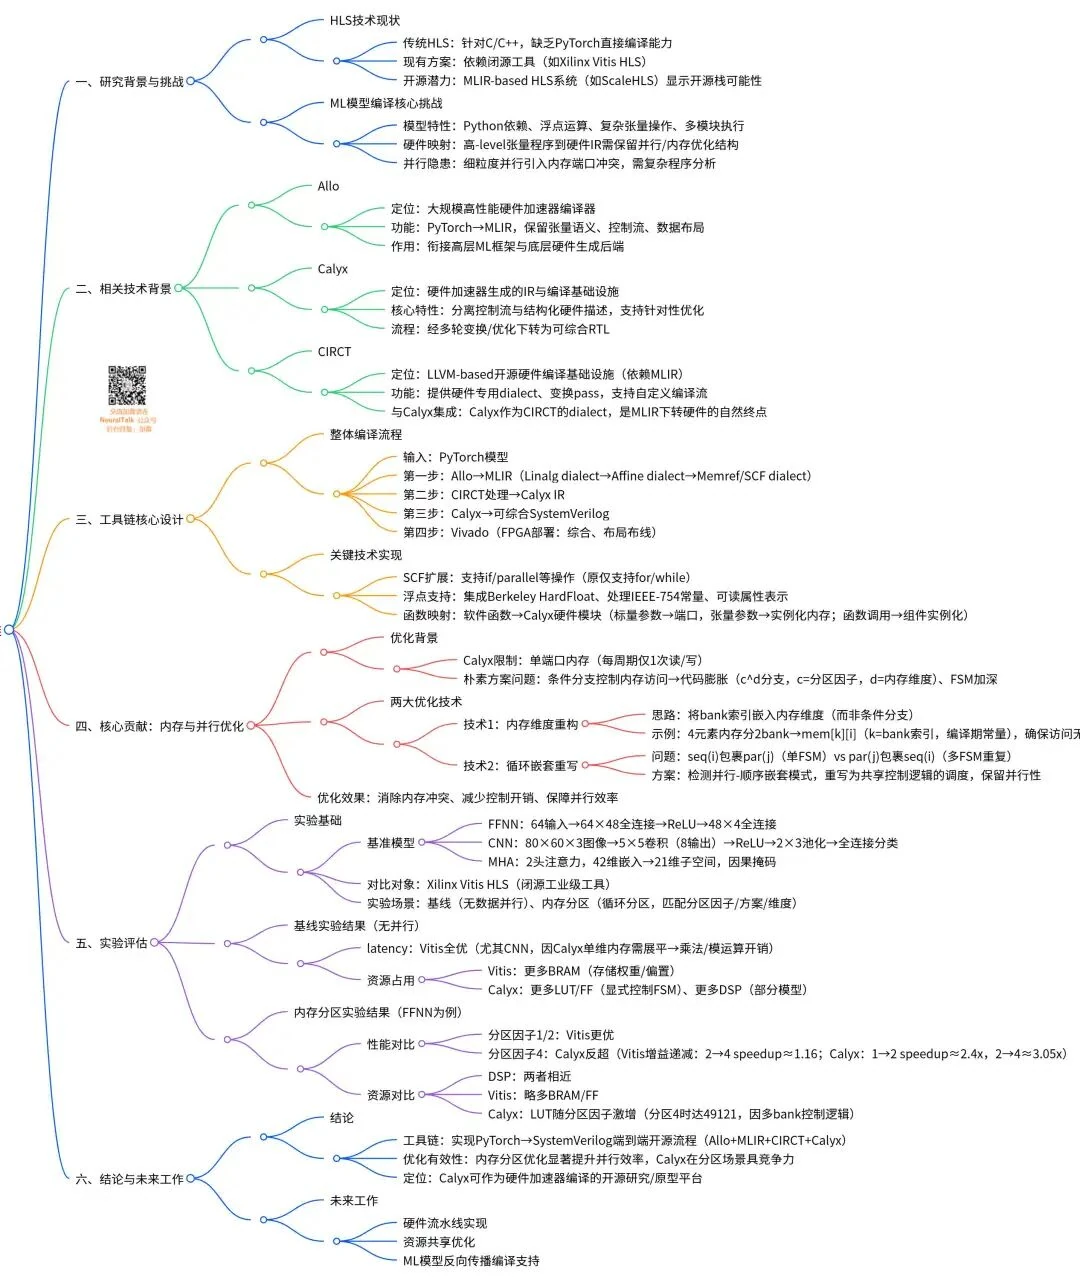 HLS技术现状
传统HLS：针对C/C++，缺乏PyTorch直接编译能力
现有方案：依赖闭源工具（如Xilinx Vitis HLS）
开源潜力：MLIR-based HLS系统（如ScaleHLS）显示开源栈可能性
一、研究背景与挑战
ML模型编译核心挑战
模型特性：Python依赖、浮点运算、复杂张量操作、多模块执行
硬件映射：高-level张量程序到硬件IR需保留并行/内存优化结构
并行隐患：细粒度并行引入内存端口冲突，需复杂程序分析
Allo
定位：大规模高性能硬件加速器编译器
功能：PyTorch→MLIR，保留张量语义、控制流、数据布局
作用：衔接高层ML框架与底层硬件生成后端
二、相关技术背景
Calyx
定位：硬件加速器生成的IR与编译基础设施
核心特性：分离控制流与结构化硬件描述，支持针对性优化
流程：经多轮变换/优化下转为可综合RTL
CIRCT
定位：LLVM-based开源硬件编译基础设施（依赖MLIR）
功能：提供硬件专用dialect、变换pass，支持自定义编译流
与Calyx集成：Calyx作为CIRCT的dialect，是MLIR下转硬件的自然终点
NeuralTalk 公众号
整体编译流程
输入：PyTorch模型
第一步：Allo→MLIR（Linalg dialect→Affine dialect→Memref/SCF dialect）
第二步：CIRCT处理→Calyx IR
第三步：Calyx→可综合SystemVerilog
第四步：Vivado（FPGA部署：综合、布局布线）
三、工具链核心设计
关键技术实现
SCF扩展：支持if/parallel等操作（原仅支持for/while）
浮点支持：集成Berkeley HardFloat、处理IEEE-754常量、可读属性表示
函数映射：软件函数→Calyx硬件模块（标量参数→端口，张量参数→实例化内存；函数调用→组件实例化）
优化背景
Calyx限制：单端口内存（每周期仅1次读/写）
朴素方案问题：条件分支控制内存访问→代码膨胀（c^d分支，c=分区因子，d=内存维度）、FSM加深
四、核心贡献：内存与并行优化
两大优化技术
技术1：内存维度重构
思路：将bank索引嵌入内存维度（而非条件分支）
示例：4元素内存分2bank→mem[k][i]（k=bank索引，编译期常量），确保访问无
技术2：循环嵌套重写
问题：seq(i)包裹par(j)（单FSM）vs par(j)包裹seq(i)（多FSM重复）
方案：检测并行-顺序嵌套模式，重写为共享控制逻辑的调度，保留并行性
优化效果：消除内存冲突、减少控制开销、保障并行效率
实验基础
基准模型
FFNN：64输入→64×48全连接→ReLU→48×4全连接
CNN：80×60×3图像→5×5卷积（8输出）→ReLU→2×3池化→全连接分类
MHA：2头注意力，42维嵌入→21维子空间，因果掩码
对比对象：Xilinx Vitis HLS（闭源工业级工具）
实验场景：基线（无数据并行）、内存分区（循环分区，匹配分区因子/方案/维度）
五、实验评估
基线实验结果（无并行）
latency：Vitis全优（尤其CNN，因Calyx单维内存需展平→乘法/模运算开销）
资源占用
Vitis：更多BRAM（存储权重/偏置）
Calyx：更多LUT/FF（显式控制FSM）、更多DSP（部分模型）
内存分区实验结果（FFNN为例）
性能对比
分区因子1/2：Vitis更优
分区因子4：Calyx反超（Vitis增益递减：2→4 speedup≈1.16；Calyx：1→2 speedup≈2.4x，2→4≈3.05x）
资源对比
DSP：两者相近
Vitis：略多BRAM/FF
Calyx：LUT随分区因子激增（分区4时达49121，因多bank控制逻辑）
六、结论与未来工作
结论
工具链：实现PyTorch→SystemVerilog端到端开源流程（Allo+MLIR+CIRCT+Calyx）
优化有效性：内存分区优化显著提升并行效率，Calyx在分区场景具竞争力
定位：Calyx可作为硬件加速器编译的开源研究/原型平台
未来工作
硬件流水线实现
资源共享优化
ML模型反向传播编译支持